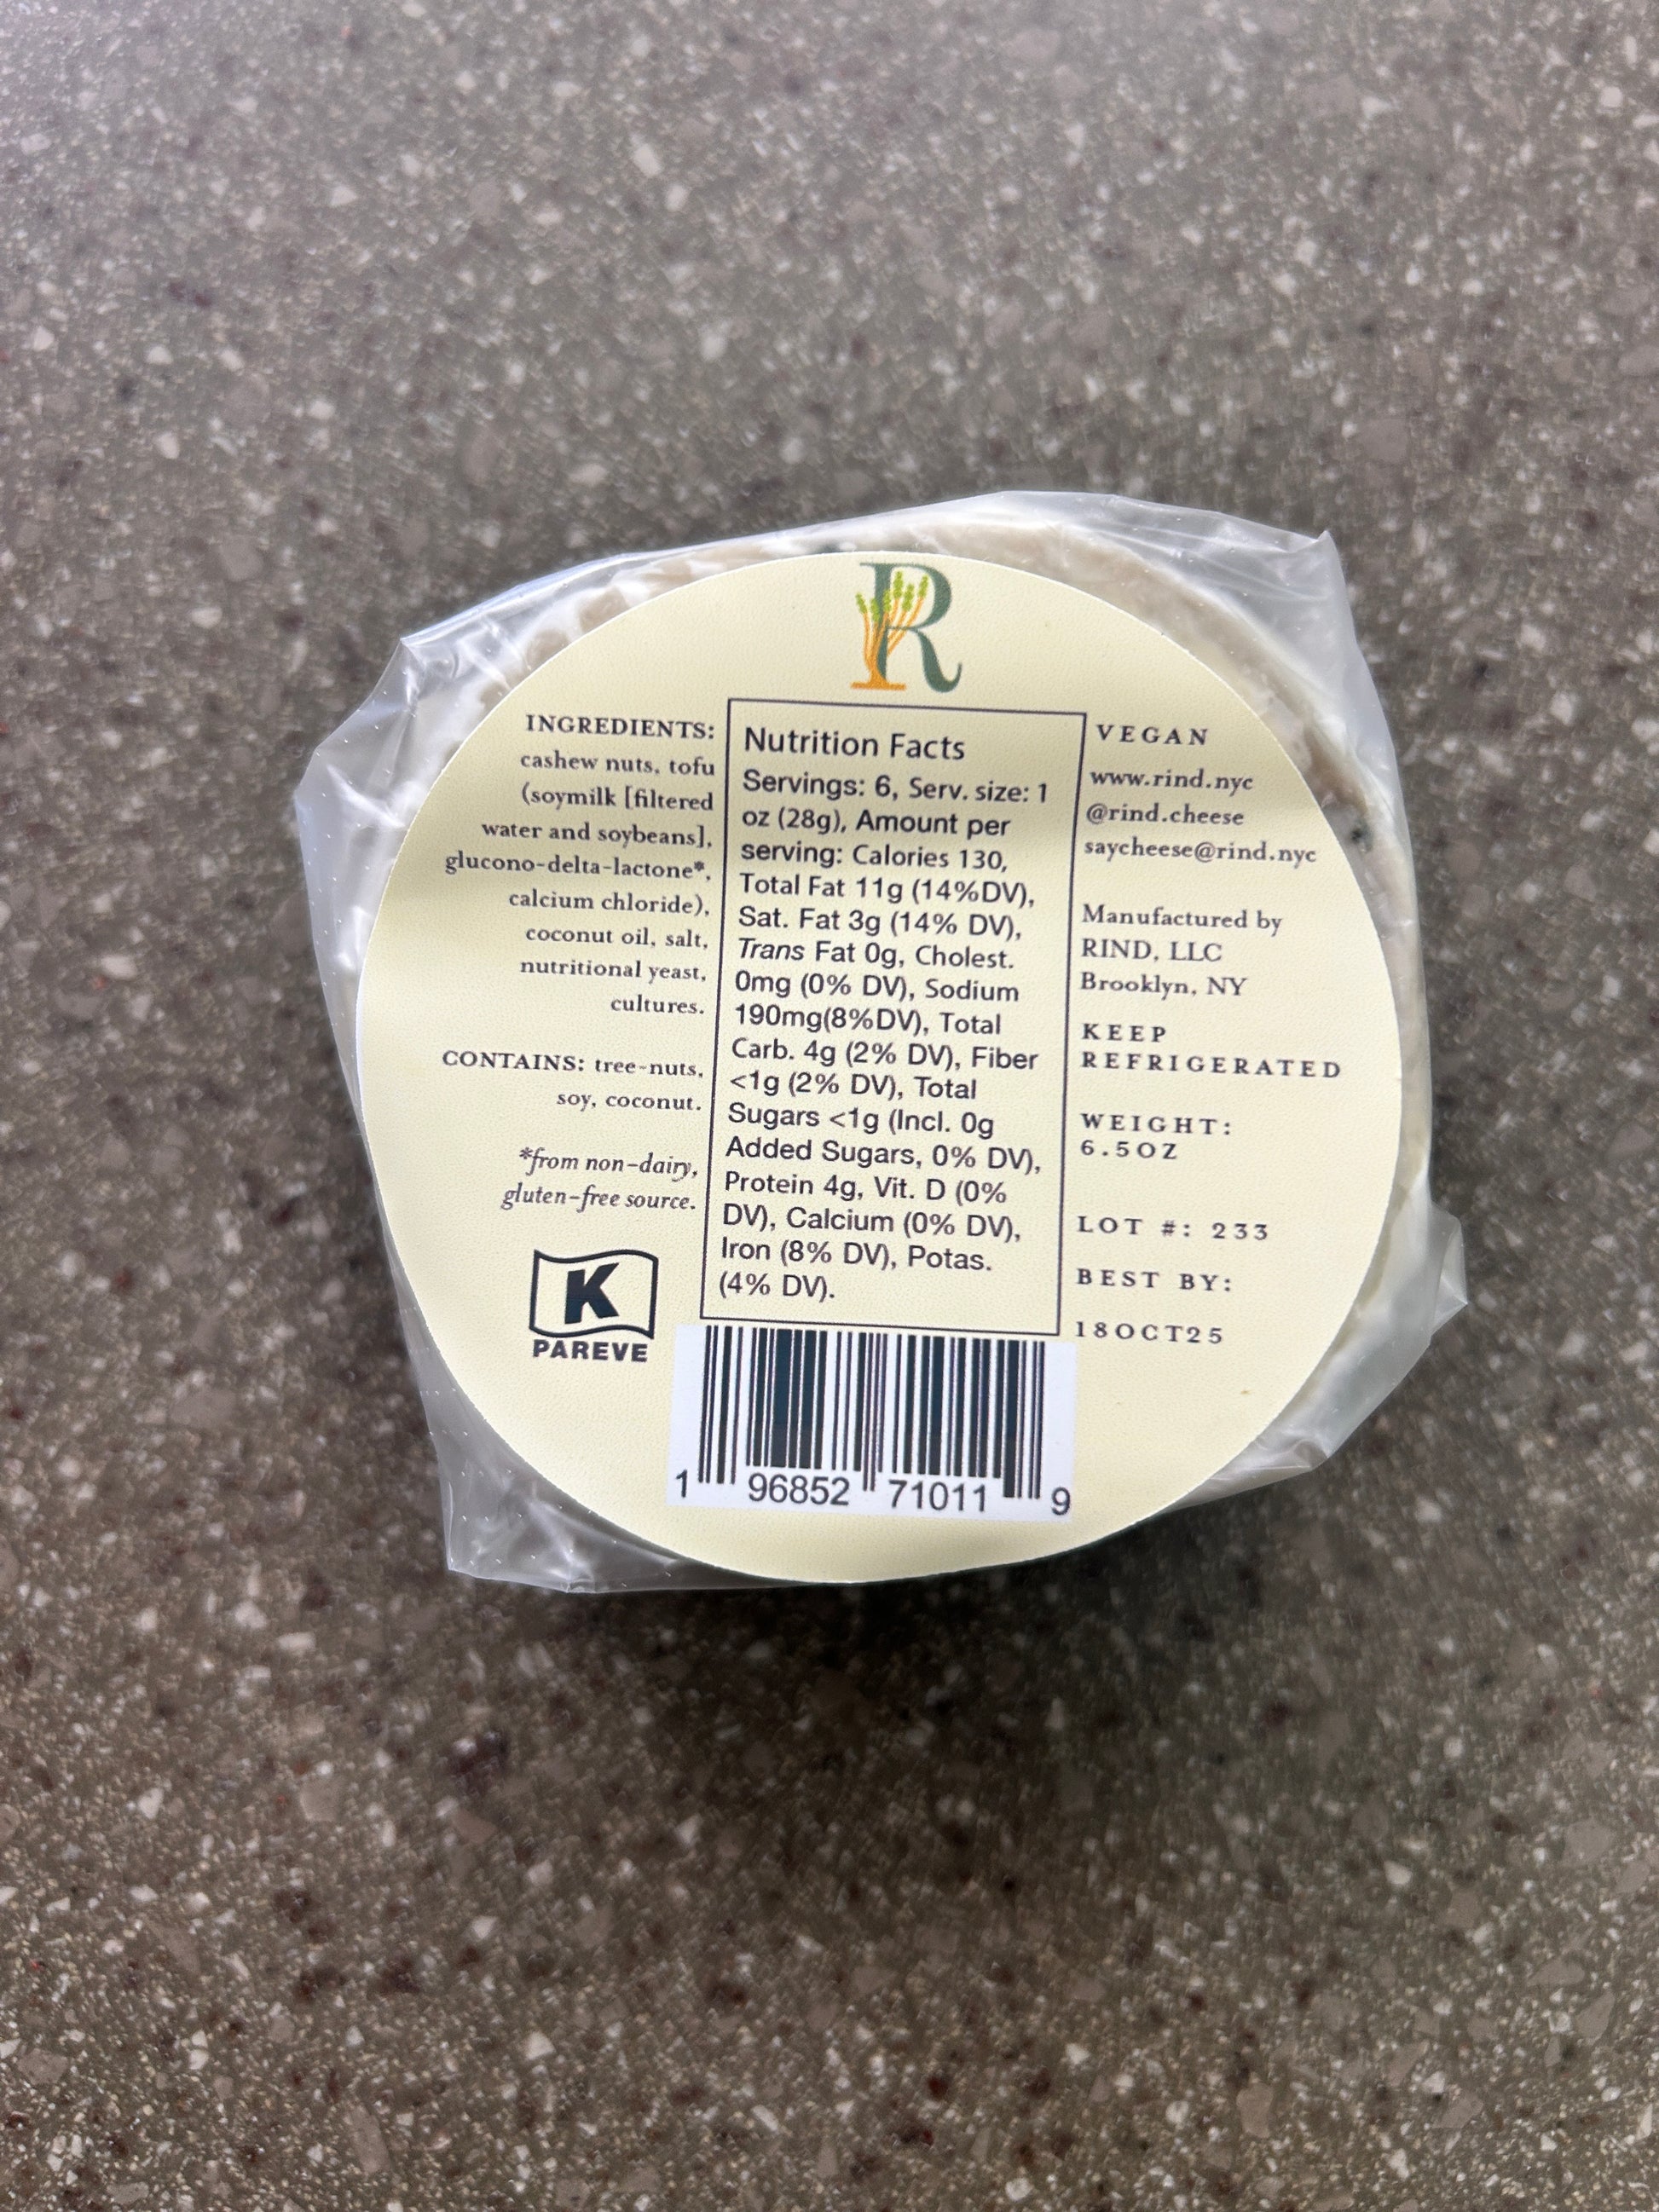 R
INGREDIENTS:
cashew nuts, tofu
(soymilk [filtered
water and soybeans],
glucono-delta-lactone*,
calcium chloride),
coconut oil, salt,
nutritional yeast,
cultures.
CONTAINS: tree-nuts,
soy, coconut.
*from non-dairy,
gluten-free source.
K
PAREVE
Nutrition Facts
Servings: 6, Serv. size: 1
oz (28g), Amount per
serving: Calories 130,
Total Fat 11g (14%DV),
Sat. Fat 3g (14% DV),
Trans Fat 0g, Cholest.
0mg (0% DV), Sodium
190mg(8%DV), Total
Carb. 4g (2% DV), Fiber
<1g (2% DV), Total
Sugars <1g (Incl. 0g
Added Sugars, 0% DV),
Protein 4g, Vit. D (0%
DV), Calcium (0% DV),
Iron (8% DV), Potas.
(4% DV).
1 96852 71011 9
VEGAN
www.rind.nyc
@rind.cheese
saycheese@rind.nyc
Manufactured by
RIND, LLC
Brooklyn, NY
KEEP
REFRIGERATED
WEIGHT:
6.5OZ
LOT #: 233
BEST BY:
18OCT25